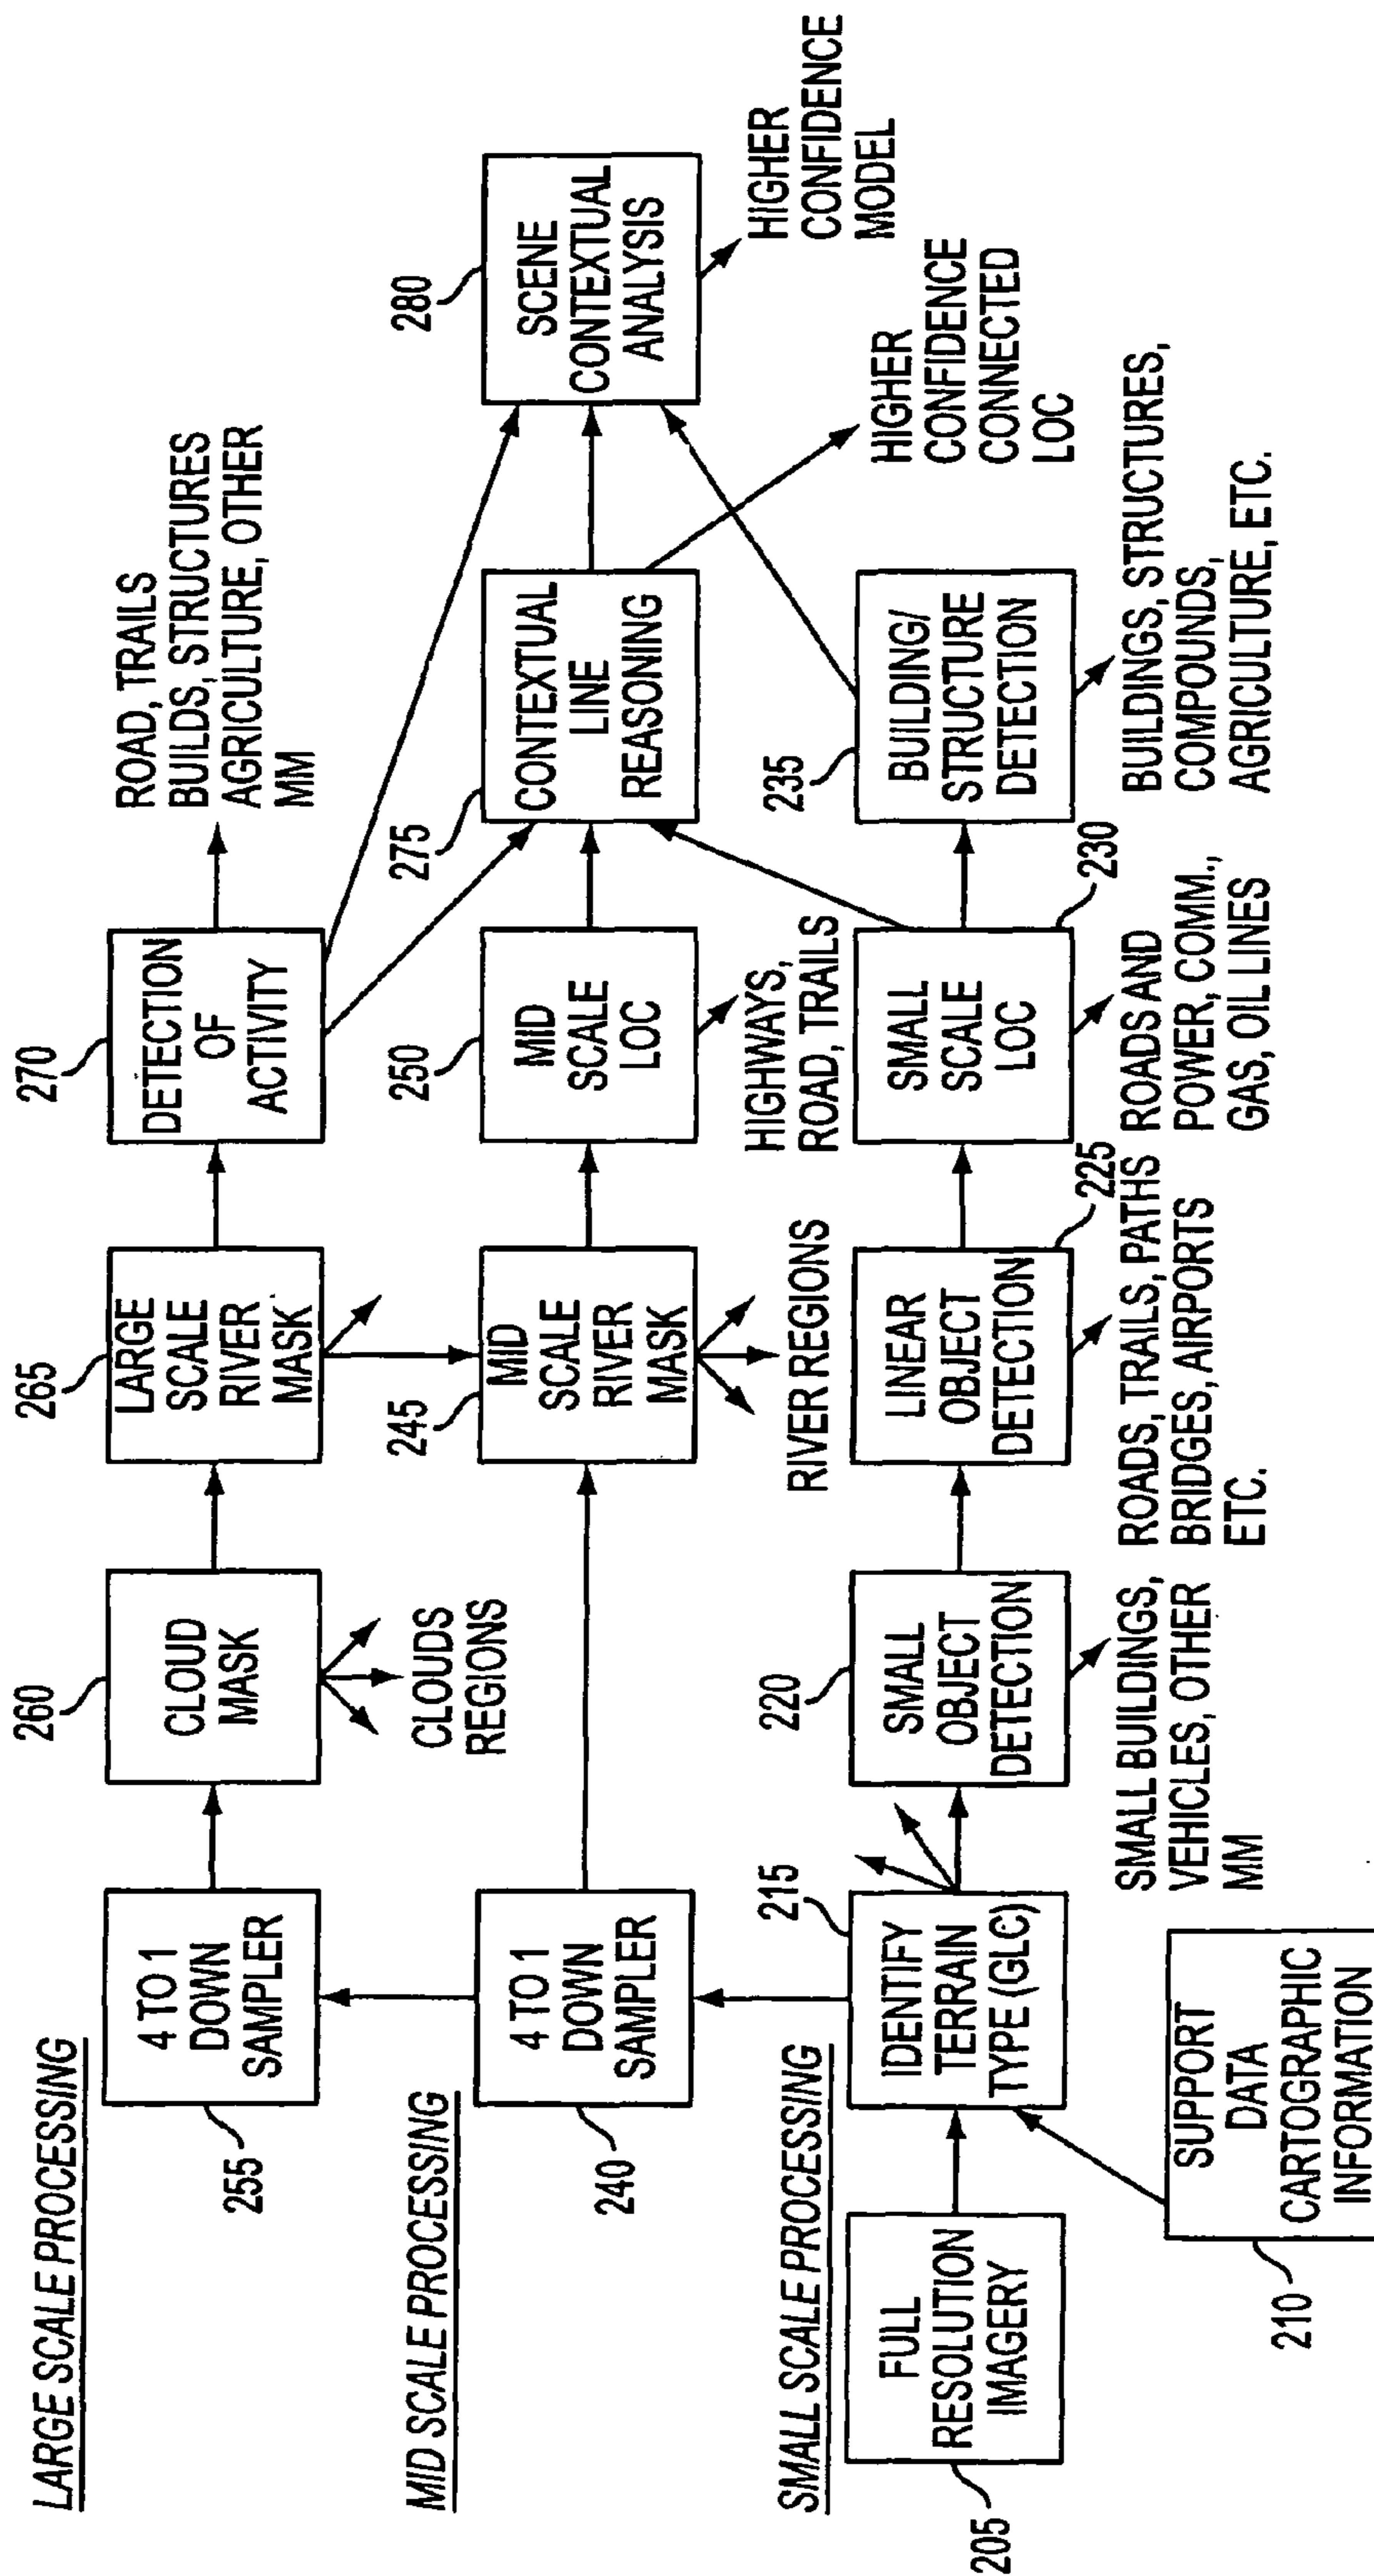 LARGE SCALE PROCESSING
255
4 TO 1
DOWN
SAMPLER
260
CLOUD
MASK
CLOUDS
REGIONS
265
LARGE
SCALE
RIVER
MASK
270
DETECTION
OF
ACTIVITY
ROAD, TRAILS
BUILDS, STRUCTURES
AGRICULTURE, OTHER
MM
MID SCALE PROCESSING
240
4 TO 1
DOWN
SAMPLER
245
MID
SCALE
RIVER
MASK
RIVER REGIONS
250
MID
SCALE
LOC
HIGHWAYS,
ROAD, TRAILS
275
CONTEXTUAL
LINE
REASONING
HIGHER
CONFIDENCE
CONNECTED
LOC
280
SCENE
CONTEXTUAL
ANALYSIS
HIGHER
CONFIDENCE
MODEL
SMALL SCALE PROCESSING
205
FULL
RESOLUTION
IMAGERY
210
SUPPORT
DATA
CARTOGRAPHIC
INFORMATION
215
IDENTIFY
TERRAIN
TYPE (GLC)
220
SMALL
OBJECT
DETECTION
SMALL BUILDINGS,
VEHICLES, OTHER
MM
225
LINEAR
OBJECT
DETECTION
ROADS, TRAILS, PATHS
BRIDGES, AIRPORTS
ETC.
230
SMALL
SCALE
LOC
ROADS AND
POWER, COMM.,
GAS, OIL LINES
235
BUILDING/
STRUCTURE
DETECTION
BUILDINGS, STRUCTURES,
COMPOUNDS,
AGRICULTURE, ETC.